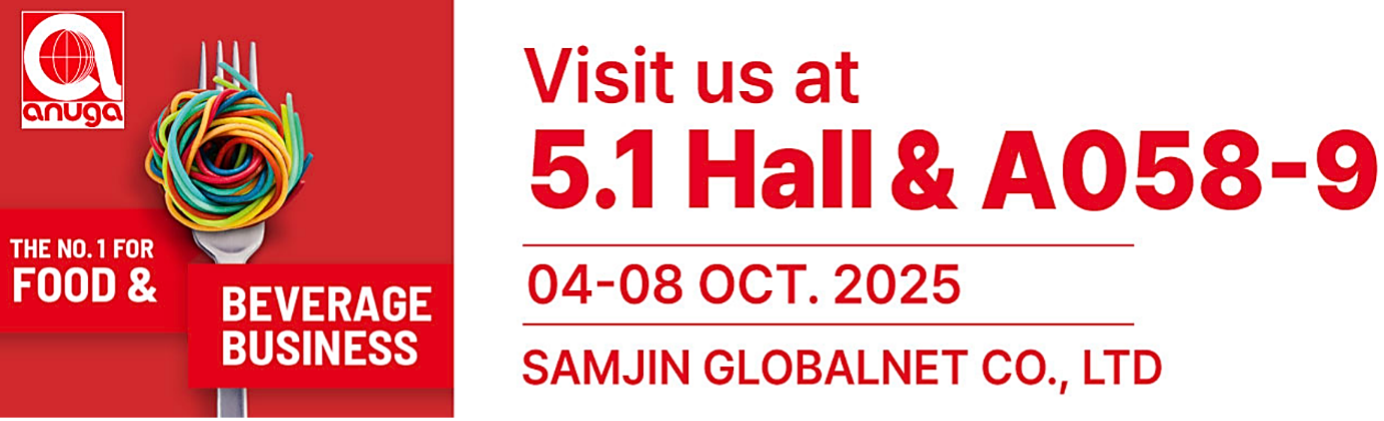 anuga
THE NO. 1 FOR
FOOD &
BEVERAGE
BUSINESS
Visit us at
5.1 Hall & A058-9
04-08 OCT. 2025
SAMJIN GLOBALNET CO., LTD